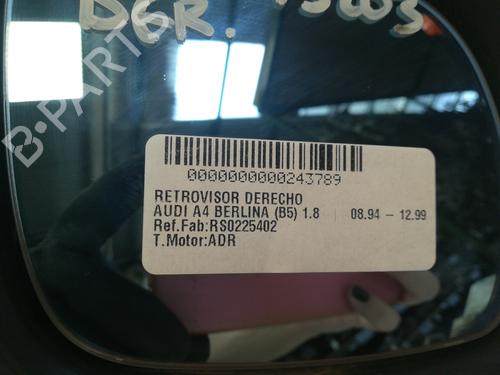 B-PARTS
0000000000243789
RETROVISOR DERECHO
AUDI A4 BERLINA (B5) 1.8 | 08.94 – 12.99
Ref.Fab:RS0225402
T.Motor:ADR